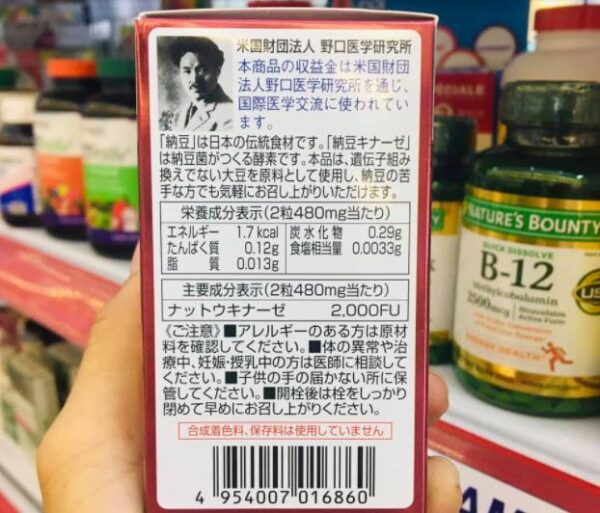 米国財団法人 野口医学研究所
本商品の収益金は米国財団
法人野口医学研究所を通じ、
国際医学交流に使われてい
ます。
「納豆」は日本の伝統食材です。「納豆キナーゼ」
は納豆菌がつくる酵素です。本品は、遺伝子組み
換えでない大豆を原料として使用し、納豆の苦
手な方でも気軽にお召し上がりいただけます。
栄養成分表示(2粒480mg当たり)
エネルギー 1.7kcal 炭水化物 0.29g
たんぱく質 0.12g 食塩相当量 0.0033g
脂質 0.013g
主要成分表示(2粒480mg当たり)
ナットウキナーゼ 2,000FU
《ご注意》■アレルギーのある方は原材
料を確認してください。■体の異常や治
療中、妊娠・授乳中の方は医師に相談して
ください。■子供の手の届かない所に保
管してください。■開栓後は栓をしっかり
閉めて早めにお召し上がりください。
合成着色料、保存料は使用していません
4 954007 016860
NATURE'S BOUNTY
QUICK DISSOLVE
B-12
Methylcobalamin
ENERGY HEALTH